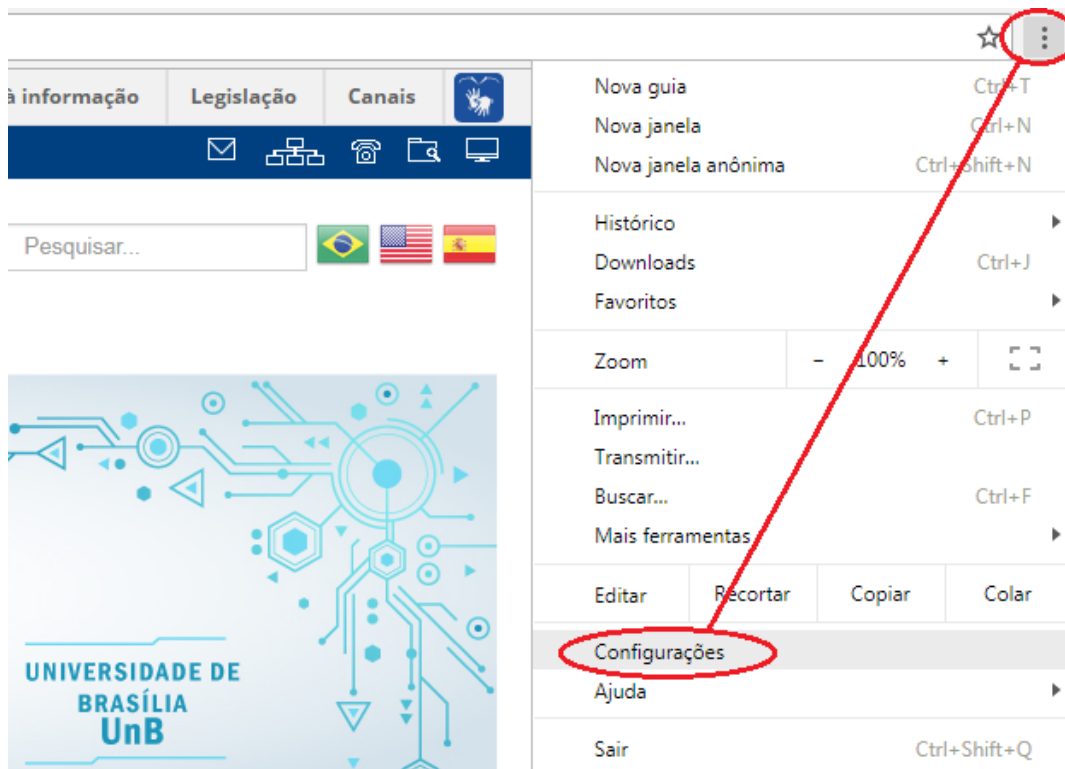 à informação Legislação Canais
Pesquisar...
UNIVERSIDADE DE
BRASÍLIA
UnB
Nova guia Ctrl+T
Nova janela Ctrl+N
Nova janela anônima Ctrl+Shift+N
Histórico
Downloads Ctrl+J
Favoritos
Zoom - 100% +
Imprimir... Ctrl+P
Transmitir...
Buscar... Ctrl+F
Mais ferramentas
Editar Recortar Copiar Colar
Configurações
Ajuda
Sair Ctrl+Shift+Q